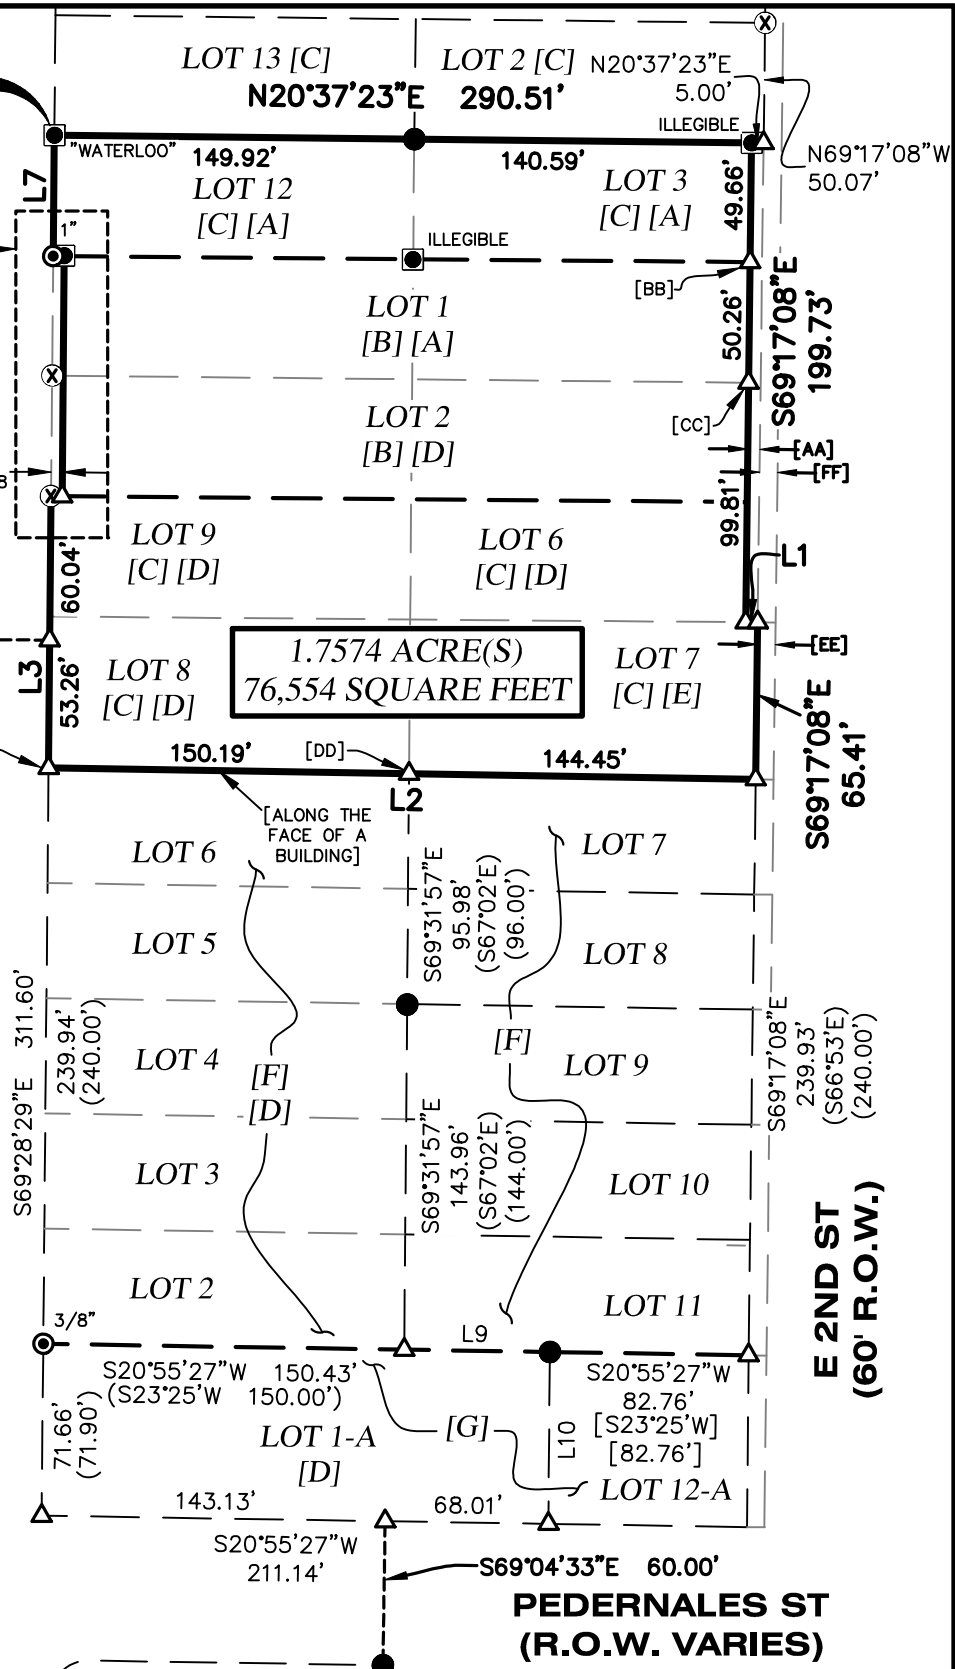 LOT 13 [C]
LOT 2 [C]
N20°37'23"E
5.00'
N20°37'23"E 290.51'
ILLEGIBLE
"WATERLOO"
149.92'
140.59'
N69°17'08"W
50.07'
L7
LOT 12
[C] [A]
LOT 3
[C] [A]
49.66'
1"
ILLEGIBLE
[BB]
S69°17'08"E
199.73'
LOT 1
[B] [A]
50.26'
LOT 2
[B] [D]
[CC]
[AA]
[FF]
8
99.81'
LOT 9
[C] [D]
LOT 6
[C] [D]
60.04'
L1
1.7574 ACRE(S)
76,554 SQUARE FEET
LOT 8
[C] [D]
LOT 7
[C] [E]
[EE]
L3
53.26'
S69°17'08"E
65.41'
150.19'
[DD]
144.45'
L2
[ALONG THE
FACE OF A
BUILDING]
LOT 6
LOT 7
S69°31'57"E
95.98'
(S67°02'E)
(96.00')
LOT 5
LOT 8
S69°28'29"E 311.60'
239.94'
(240.00')
S69°17'08"E
239.93'
(S66°53'E)
(240.00')
LOT 4
[F]
[D]
[F]
LOT 9
S69°31'57"E
143.96'
(S67°02'E)
(144.00')
LOT 3
LOT 10
E 2ND ST
(60' R.O.W.)
LOT 2
LOT 11
3/8"
L9
S20°55'27"W 150.43'
(S23°25'W 150.00')
S20°55'27"W
82.76'
[S23°25'W]
[82.76']
71.66'
(71.90')
LOT 1-A
[D]
[G]
L10
LOT 12-A
143.13'
68.01'
S20°55'27"W
211.14'
S69°04'33"E 60.00'
PEDERNALES ST
(R.O.W. VARIES)